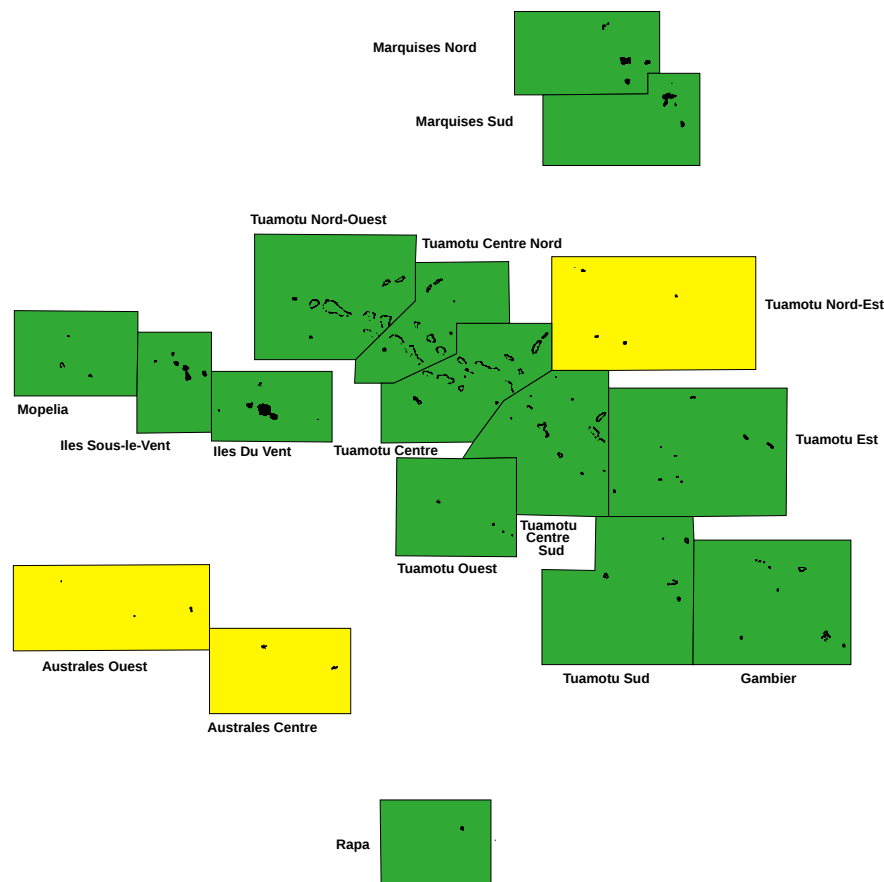 Marquises Nord
Marquises Sud
Tuamotu Nord-Ouest
Tuamotu Centre Nord
Tuamotu Nord-Est
Mopelia
Iles Sous-le-Vent
Iles Du Vent
Tuamotu Centre
Tuamotu Est
Tuamotu
Centre
Sud
Tuamotu Ouest
Australes Ouest
Tuamotu Sud
Gambier
Australes Centre
Rapa